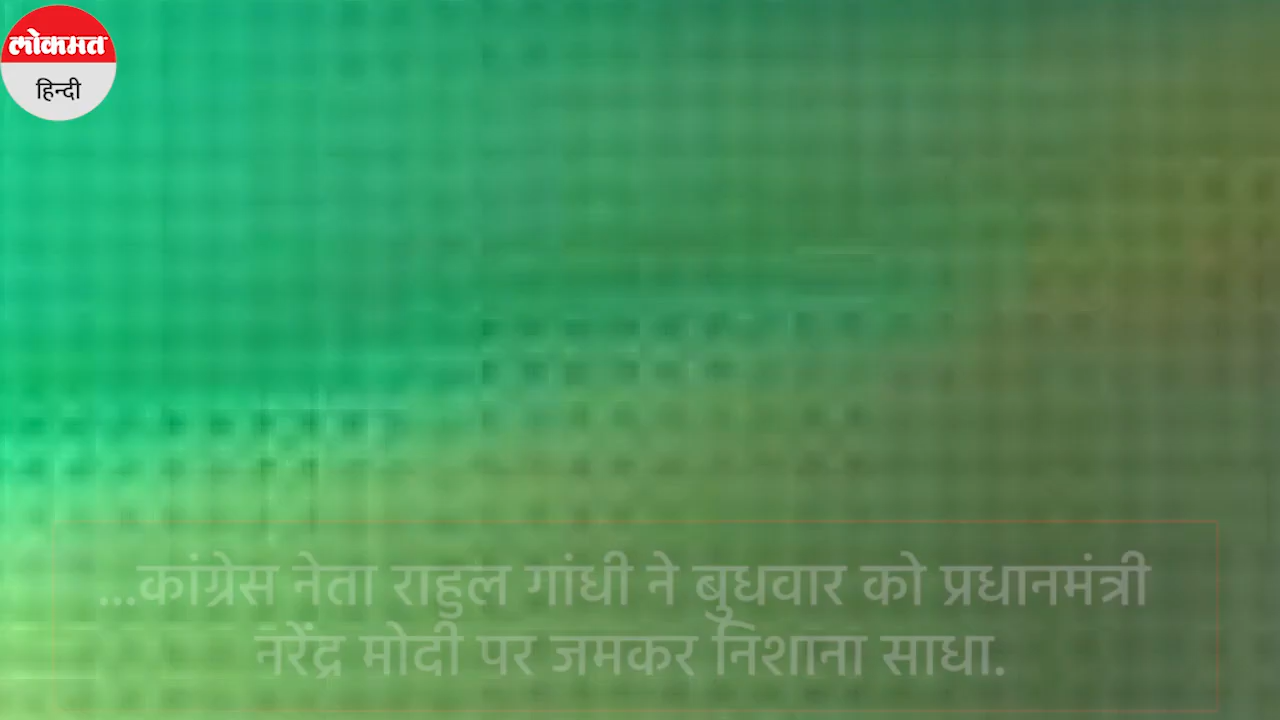 लोकमत
हिन्दी
...कांग्रेस नेता राहुल गांधी ने बुधवार को प्रधानमंत्री
नरेंद्र मोदी पर जमकर निशाना साधा.